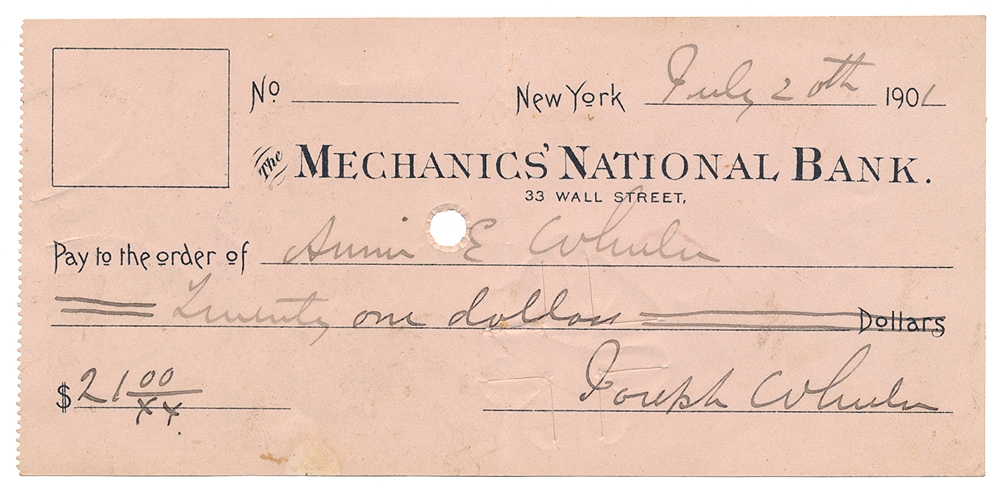 No New York July 20th 1901
The MECHANICS' NATIONAL BANK.
33 WALL STREET,
Pay to the order of Annie E Wheeler
Twenty one dollars Dollars
$ 21 00/xx
Joseph Wheeler